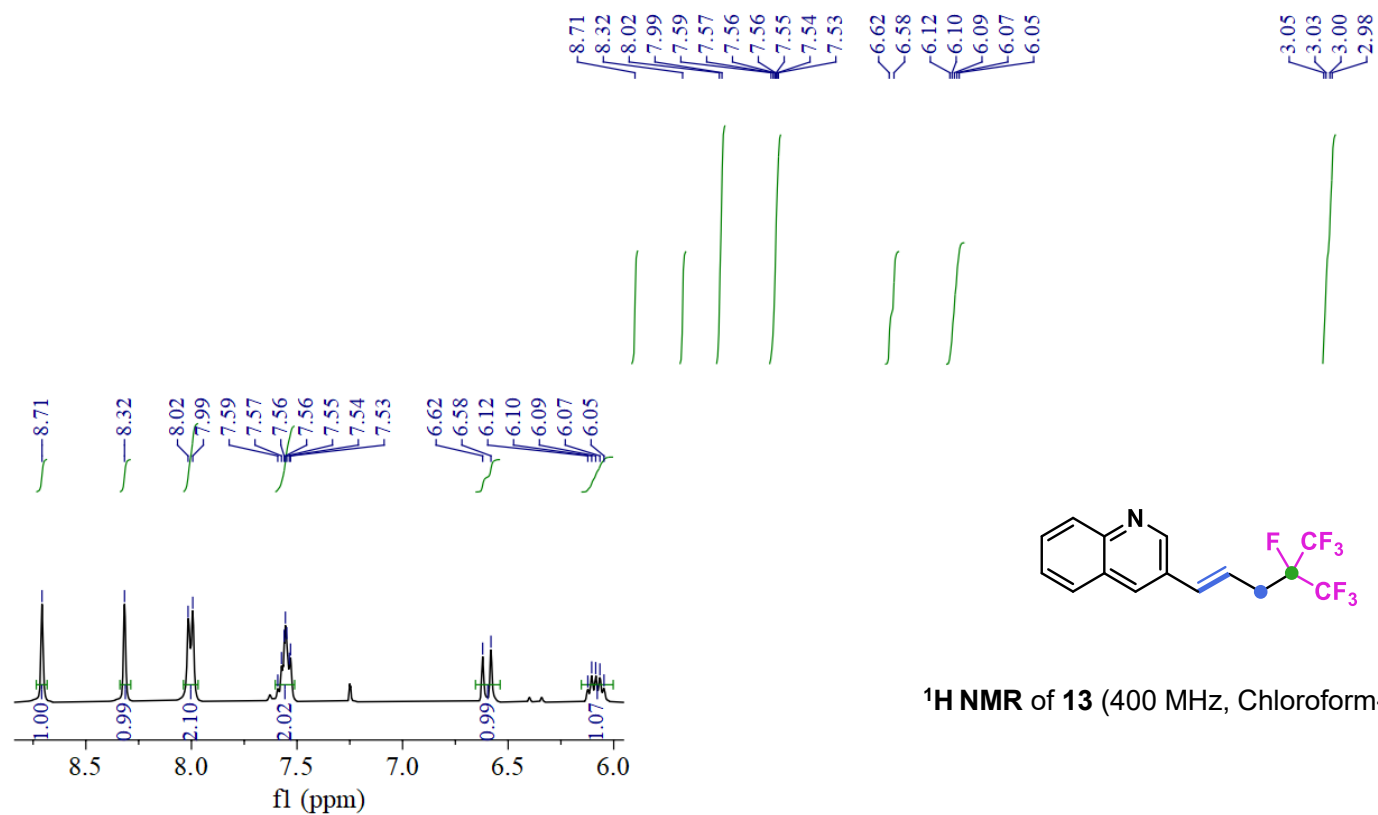 8.71 8.32 8.02 7.99 7.59 7.57 7.56 7.56 7.55 7.54 7.53 6.62 6.58 6.12 6.10 6.09 6.07 6.05 3.05 3.03 3.00 2.98
8.71 8.32 8.02 7.99 7.59 7.57 7.56 7.56 7.55 7.54 7.53 6.62 6.58 6.12 6.10 6.09 6.07 6.05
N
F CF3
CF3
1H NMR of 13 (400 MHz, Chloroform-
1.00 0.99 2.10 2.02 0.99 1.07
8.5 8.0 7.5 7.0 6.5 6.0
f1 (ppm)